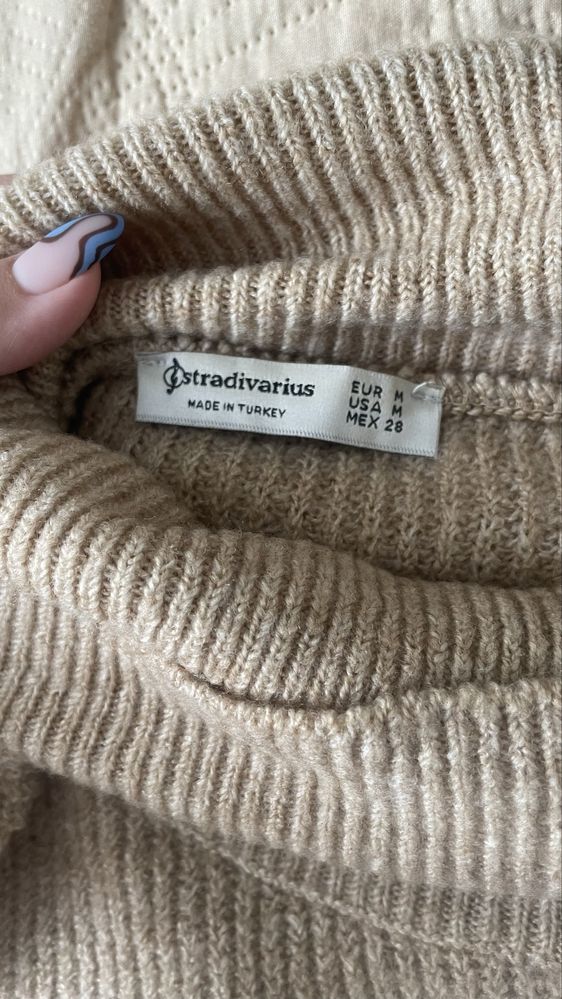 stradivarius
MADE IN TURKEY
EUR M
USA M
MEX 28